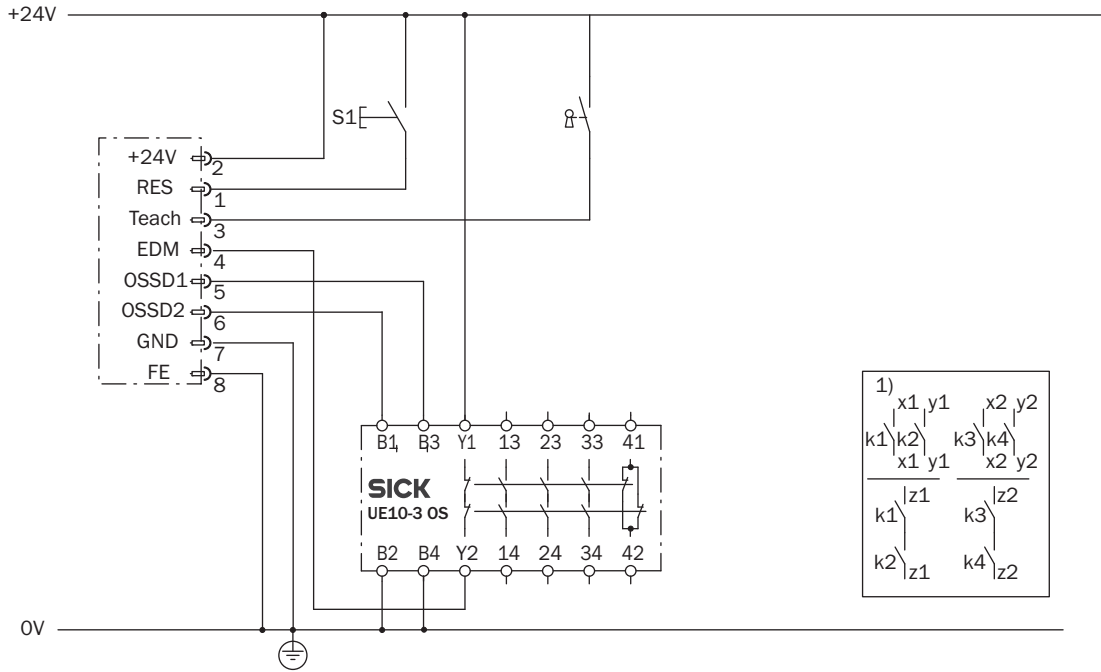 +24V
S1
+24V
2
RES
1
Teach
3
EDM
4
OSSD1
5
OSSD2
6
GND
7
FE
8
B1 B3 Y1 13 23 33 41
SICK
UE10-3 OS
B2 B4 Y2 14 24 34 42
0V
1)
x1 y1 x2 y2
k1 k2 k3 k4
x1 y1 x2 y2
z1 z2
k1 k3
k2 k4
z1 z2